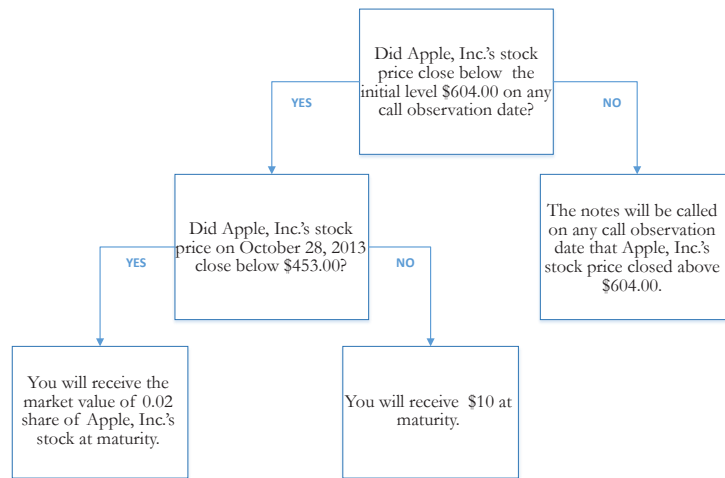 Did Apple, Inc.'s stock
price close below the
initial level $604.00 on any
call observation date?
YES
NO
Did Apple, Inc.'s stock
price on October 28, 2013
close below $453.00?
The notes will be called
on any call observation
date that Apple, Inc.'s
stock price closed above
$604.00.
YES
NO
You will receive the
market value of 0.02
share of Apple, Inc.'s
stock at maturity.
You will receive $10 at
maturity.